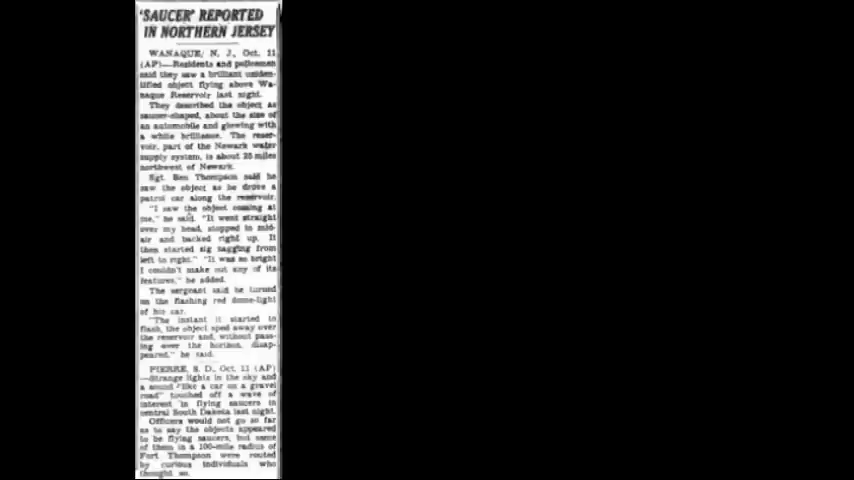 'SAUCER' REPORTED
IN NORTHERN JERSEY
WANAQUE, N. J., Oct. 11
(AP)—Residents and policemen
said they saw a brilliant uniden-
tified object flying above Wa-
naque Reservoir last night.
They described the object as
saucer-shaped, about the size of
an automobile and glowing with
a white brilliance. The reser-
voir, part of the Newark water
supply system, is about 25 miles
northwest of Newark.
Sgt. Ben Thompson said he
saw the object as he drove a
patrol car along the reservoir.
"I saw the object coming at
me," he said. "It went straight
over my head, stopped in mid-
air and backed right up. It
then started zig zagging from
left to right." "It was so bright
I couldn't make out any of its
features," he added.
The sergeant said he turned
on the flashing red dome-light
of his car.
"The instant it started to
flash, the object sped away over
the reservoir and, without pass-
ing over the horizon, disap-
peared," he said.
PIERRE, S. D., Oct. 11 (AP)
—Strange lights in the sky and
a sound "like a car on a gravel
road" touched off a wave of
interest in flying saucers in
central South Dakota last night.
Officers would not go so far
as to say the objects appeared
to be flying saucers, but some
of them in a 100-mile radius of
Fort Thompson were routed
by curious individuals who
thought so.